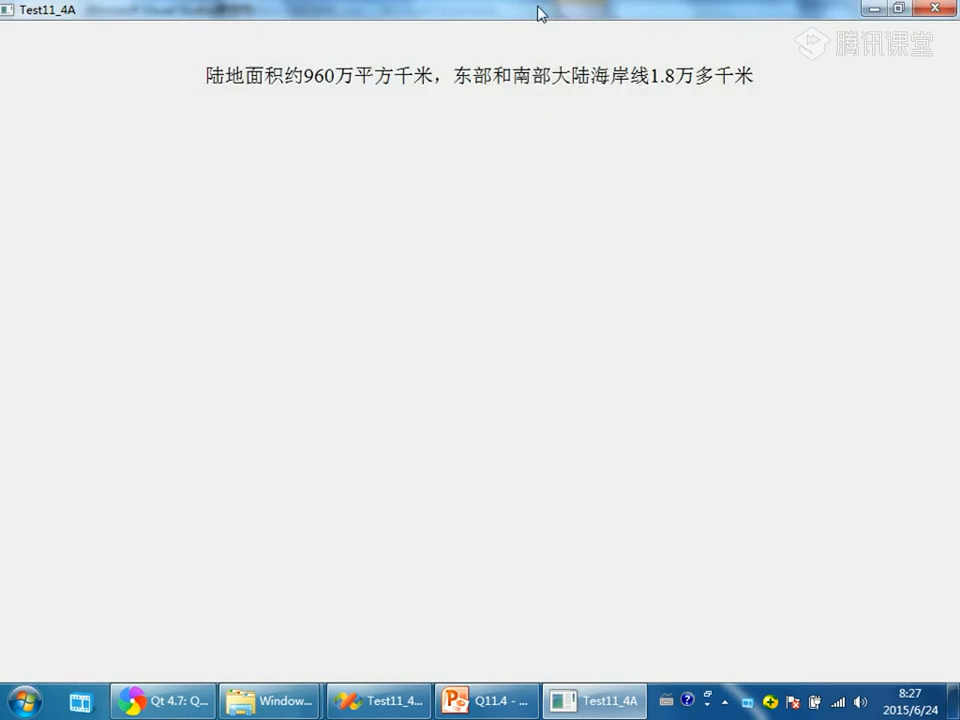 Test11_4A
腾讯课堂
陆地面积约960万平方千米，东部和南部大陆海岸线1.8万多千米
Qt 4.7: Q...
Window...
Test11_4...
Q11.4 - ...
Test11_4A
8:27
2015/6/24